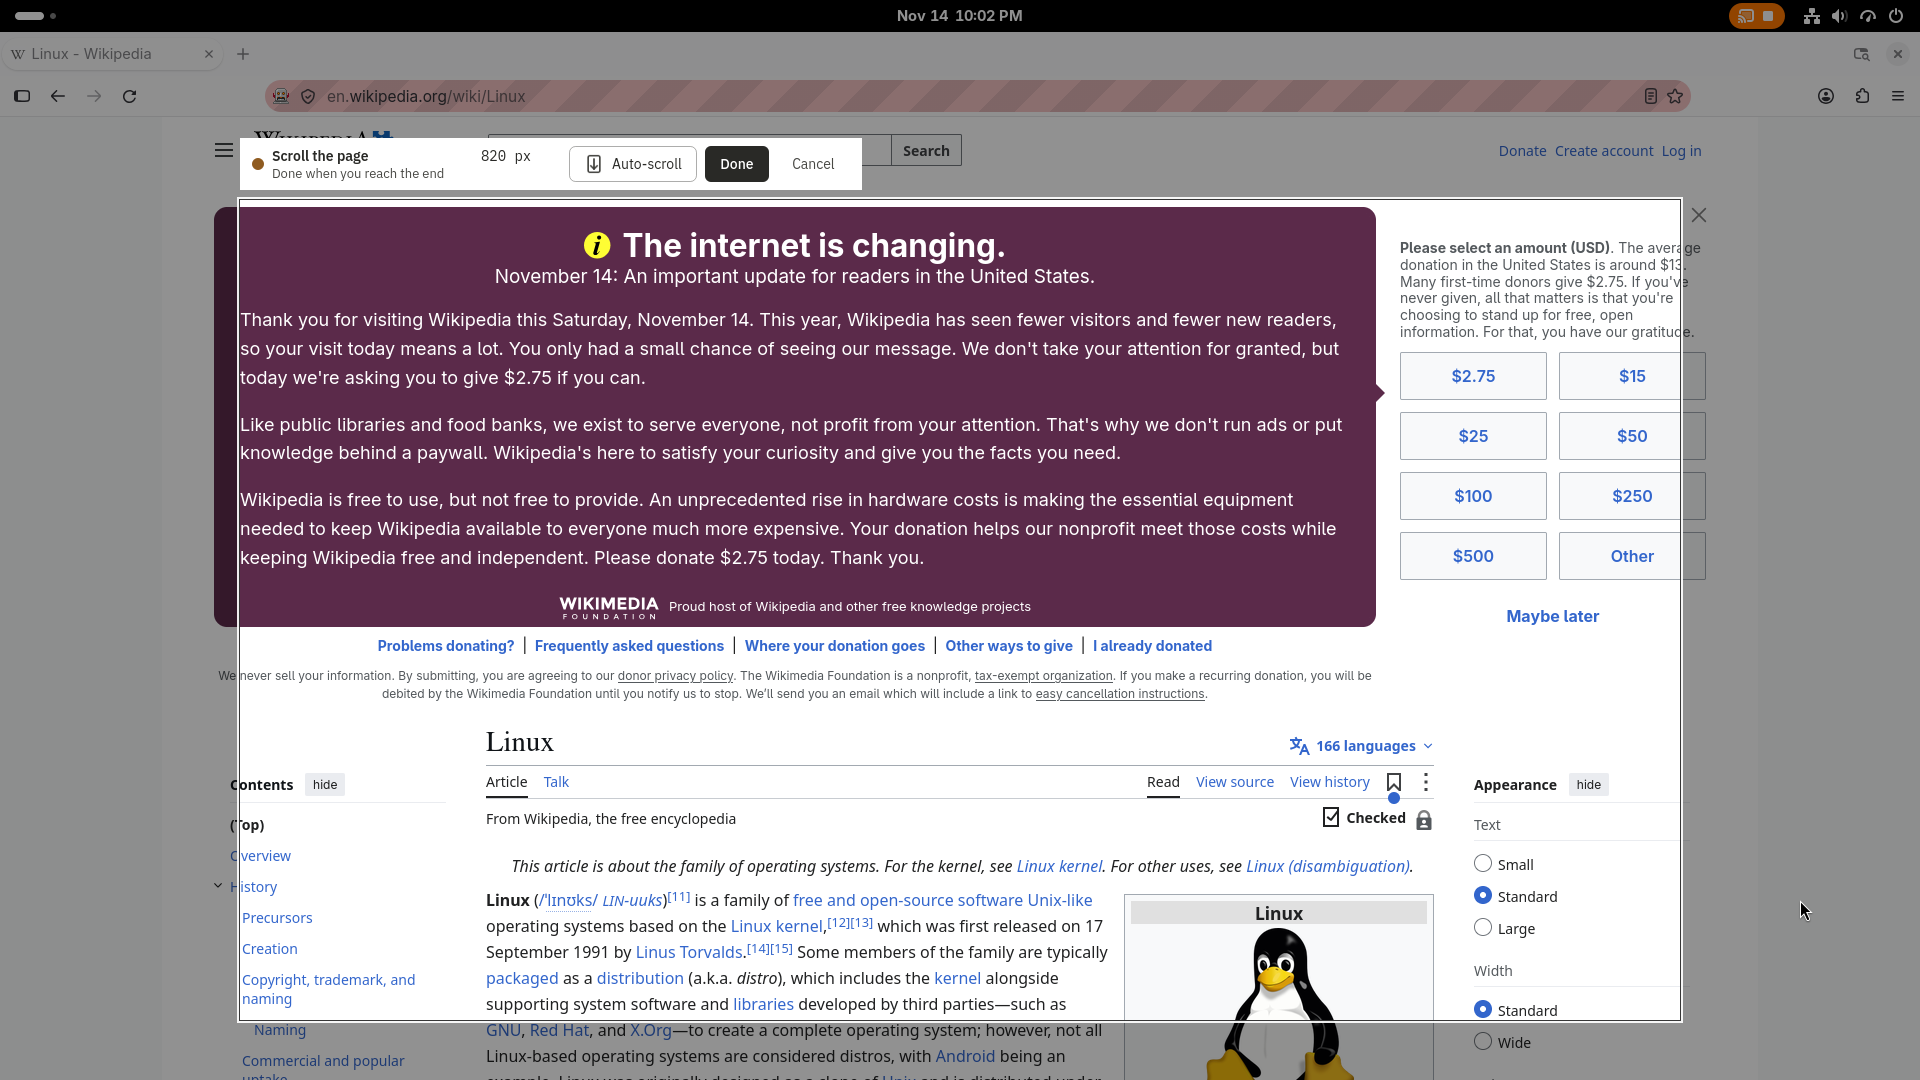 Nov 14 10:02 PM
Linux - Wikipedia
en.wikipedia.org/wiki/Linux
Scroll the page
Done when you reach the end
820 px
Auto-scroll
Done
Cancel
Search
Donate
Create account
Log in
The internet is changing.
November 14: An important update for readers in the United States.
Thank you for visiting Wikipedia this Saturday, November 14. This year, Wikipedia has seen fewer visitors and fewer new readers,
so your visit today means a lot. You only had a small chance of seeing our message. We don't take your attention for granted, but
today we're asking you to give $2.75 if you can.
Like public libraries and food banks, we exist to serve everyone, not profit from your attention. That's why we don't run ads or put
knowledge behind a paywall. Wikipedia's here to satisfy your curiosity and give you the facts you need.
Wikipedia is free to use, but not free to provide. An unprecedented rise in hardware costs is making the essential equipment
needed to keep Wikipedia available to everyone much more expensive. Your donation helps our nonprofit meet those costs while
keeping Wikipedia free and independent. Please donate $2.75 today. Thank you.
WIKIMEDIA
FOUNDATION
Proud host of Wikipedia and other free knowledge projects
Please select an amount (USD). The average
donation in the United States is around $13.
Many first-time donors give $2.75. If you've
never given, all that matters is that you're
choosing to stand up for free, open
information. For that, you have our gratitude.
$2.75
$15
$25
$50
$100
$250
$500
Other
Maybe later
Problems donating? | Frequently asked questions | Where your donation goes | Other ways to give | I already donated
We never sell your information. By submitting, you are agreeing to our donor privacy policy. The Wikimedia Foundation is a nonprofit, tax-exempt organization. If you make a recurring donation, you will be
debited by the Wikimedia Foundation until you notify us to stop. We'll send you an email which will include a link to easy cancellation instructions.
Contents
hide
(Top)
Overview
History
Precursors
Creation
Copyright, trademark, and
naming
Naming
Commercial and popular
uptake
Linux
166 languages
Article
Talk
Read
View source
View history
From Wikipedia, the free encyclopedia
Checked
This article is about the family of operating systems. For the kernel, see Linux kernel. For other uses, see Linux (disambiguation).
Linux (/ˈlɪnʊks/ LIN-uuks)[11] is a family of free and open-source software Unix-like
operating systems based on the Linux kernel,[12][13] which was first released on 17
September 1991 by Linus Torvalds.[14][15] Some members of the family are typically
packaged as a distribution (a.k.a. distro), which includes the kernel alongside
supporting system software and libraries developed by third parties—such as
GNU, Red Hat, and X.Org—to create a complete operating system; however, not all
Linux-based operating systems are considered distros, with Android being an
Linux
Appearance
hide
Text
Small
Standard
Large
Width
Standard
Wide